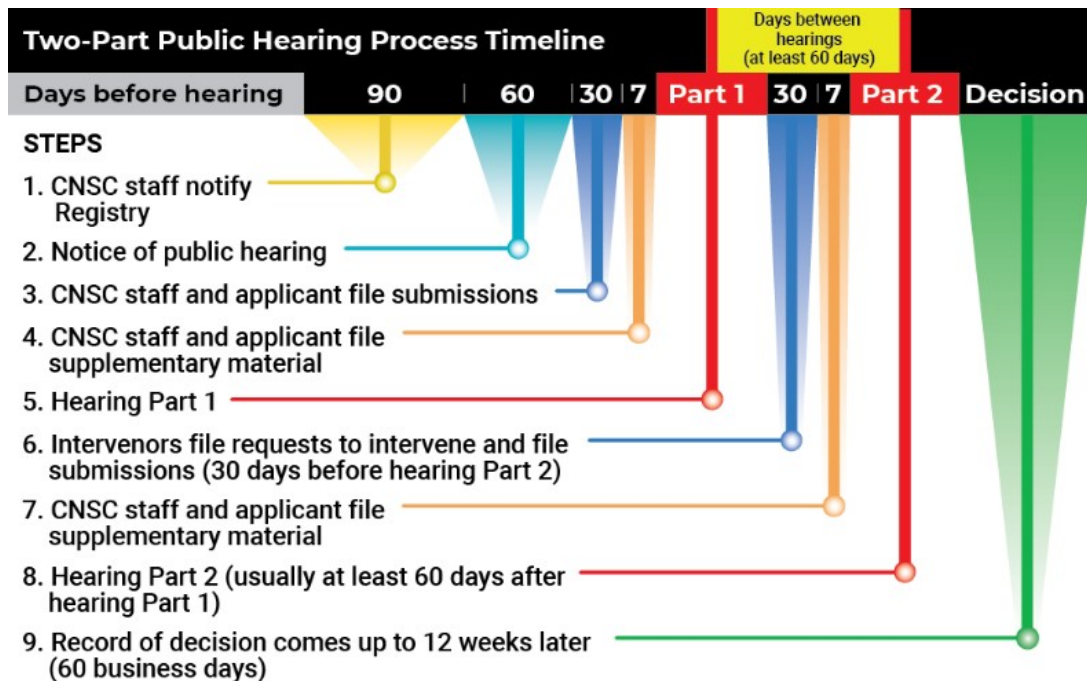 Two-Part Public Hearing Process Timeline
Days between
hearings
(at least 60 days)
Days before hearing 90 60 30 7 Part 1 30 7 Part 2 Decision
STEPS
1. CNSC staff notify
Registry
2. Notice of public hearing
3. CNSC staff and applicant file submissions
4. CNSC staff and applicant file
supplementary material
5. Hearing Part 1
6. Intervenors file requests to intervene and file
submissions (30 days before hearing Part 2)
7. CNSC staff and applicant file
supplementary material
8. Hearing Part 2 (usually at least 60 days after
hearing Part 1)
9. Record of decision comes up to 12 weeks later
(60 business days)